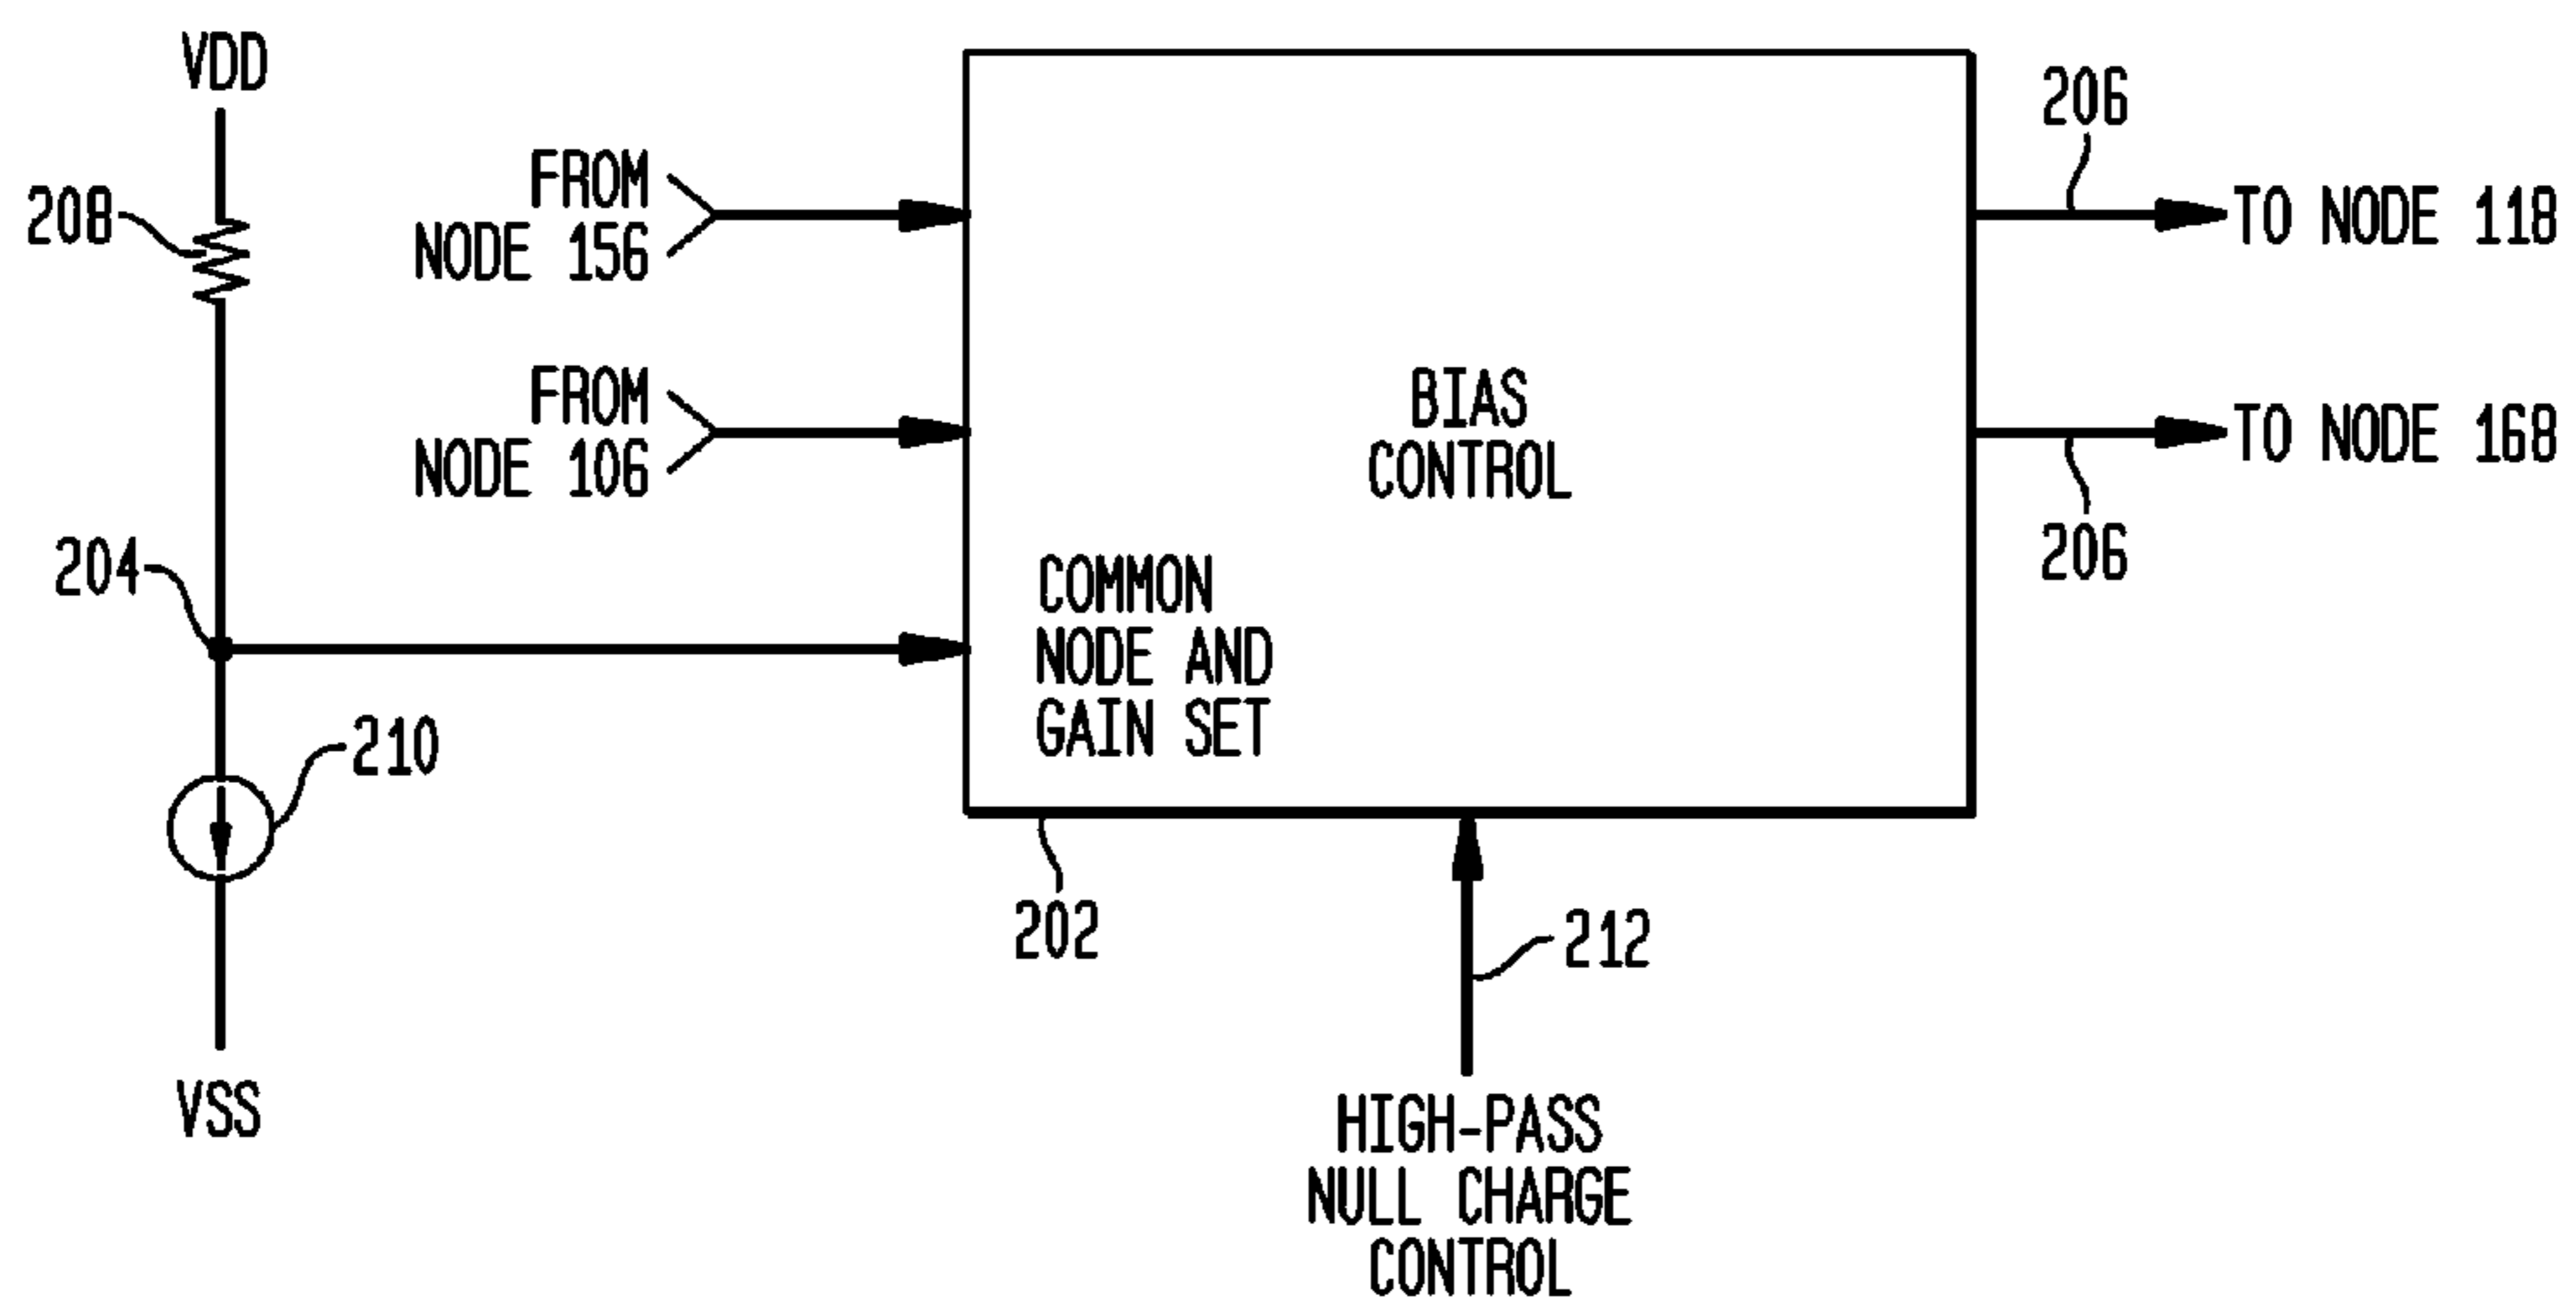 VDD
208
204
210
VSS
FROM
NODE 156
FROM
NODE 106
BIAS
CONTROL
COMMON
NODE AND
GAIN SET
202
206
TO NODE 118
TO NODE 168
206
212
HIGH-PASS
NULL CHARGE
CONTROL